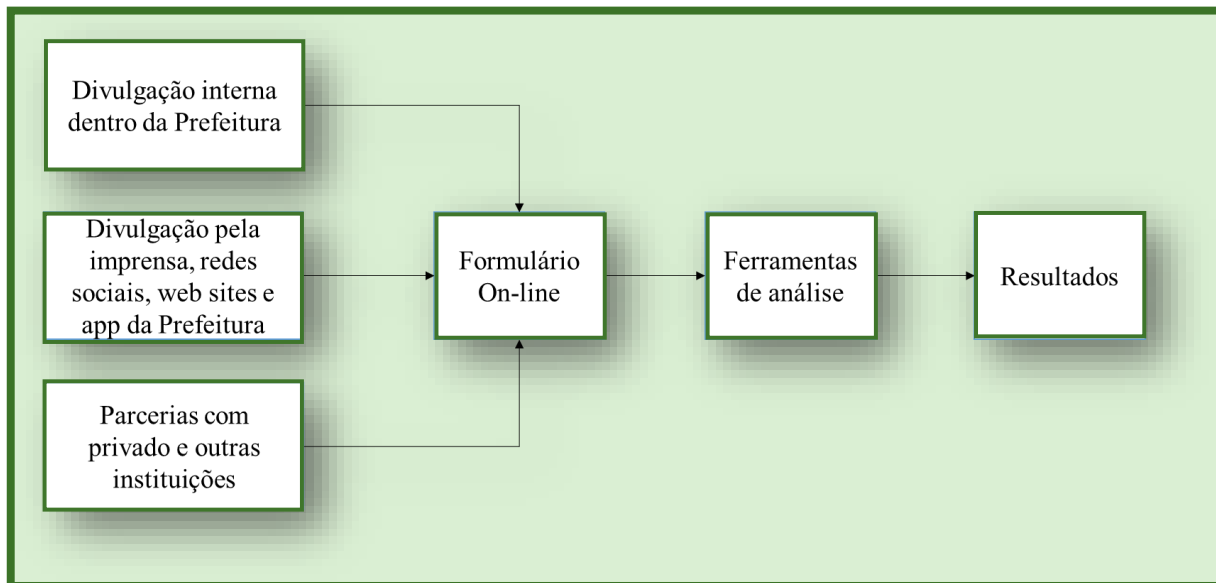 Divulgação interna
dentro da Prefeitura
Divulgação pela
imprensa, redes
sociais, web sites e
app da Prefeitura
Parcerias com
privado e outras
instituições
Formulário
On-line
Ferramentas
de análise
Resultados